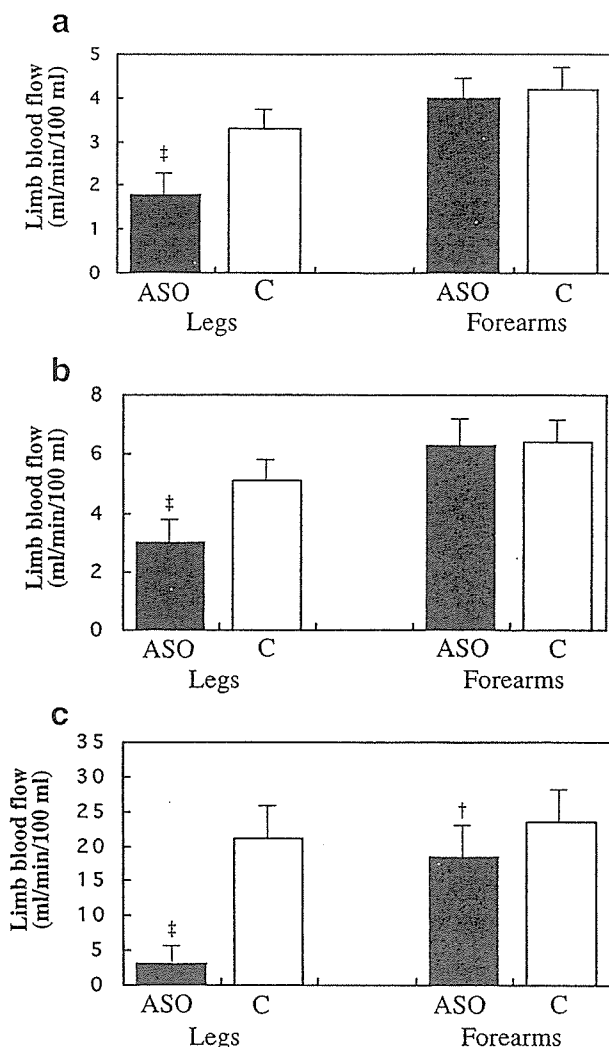 a
Limb blood flow
(ml/min/100 ml)
5
4
3
2
1
0
‡
ASO C ASO C
Legs Forearms
b
Limb blood flow
(ml/min/100 ml)
8
6
4
2
0
‡
ASO C ASO C
Legs Forearms
c
Limb blood flow
(ml/min/100 ml)
35
30
25
20
15
10
5
0
‡ †
ASO C ASO C
Legs Forearms